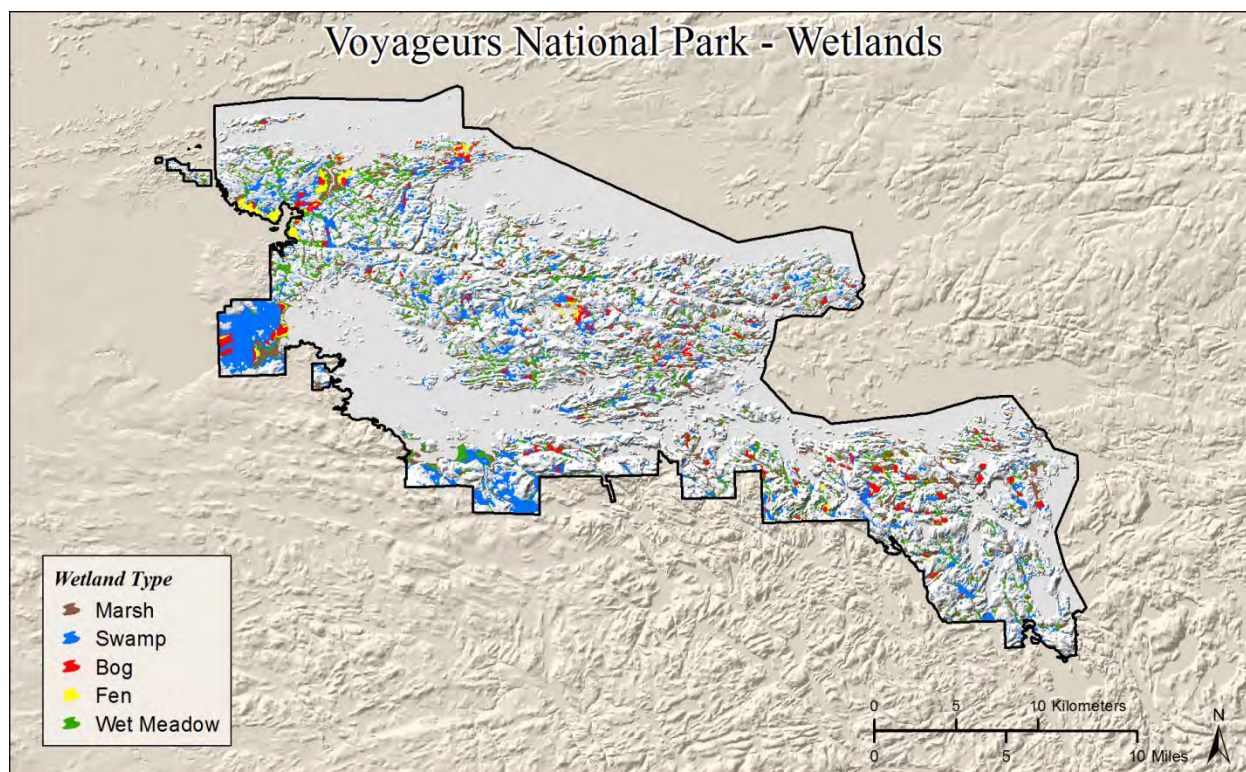 Voyageurs National Park - Wetlands
Wetland Type
Marsh
Swamp
Bog
Fen
Wet Meadow
0 5 10 Kilometers
0 5 10 Miles
N